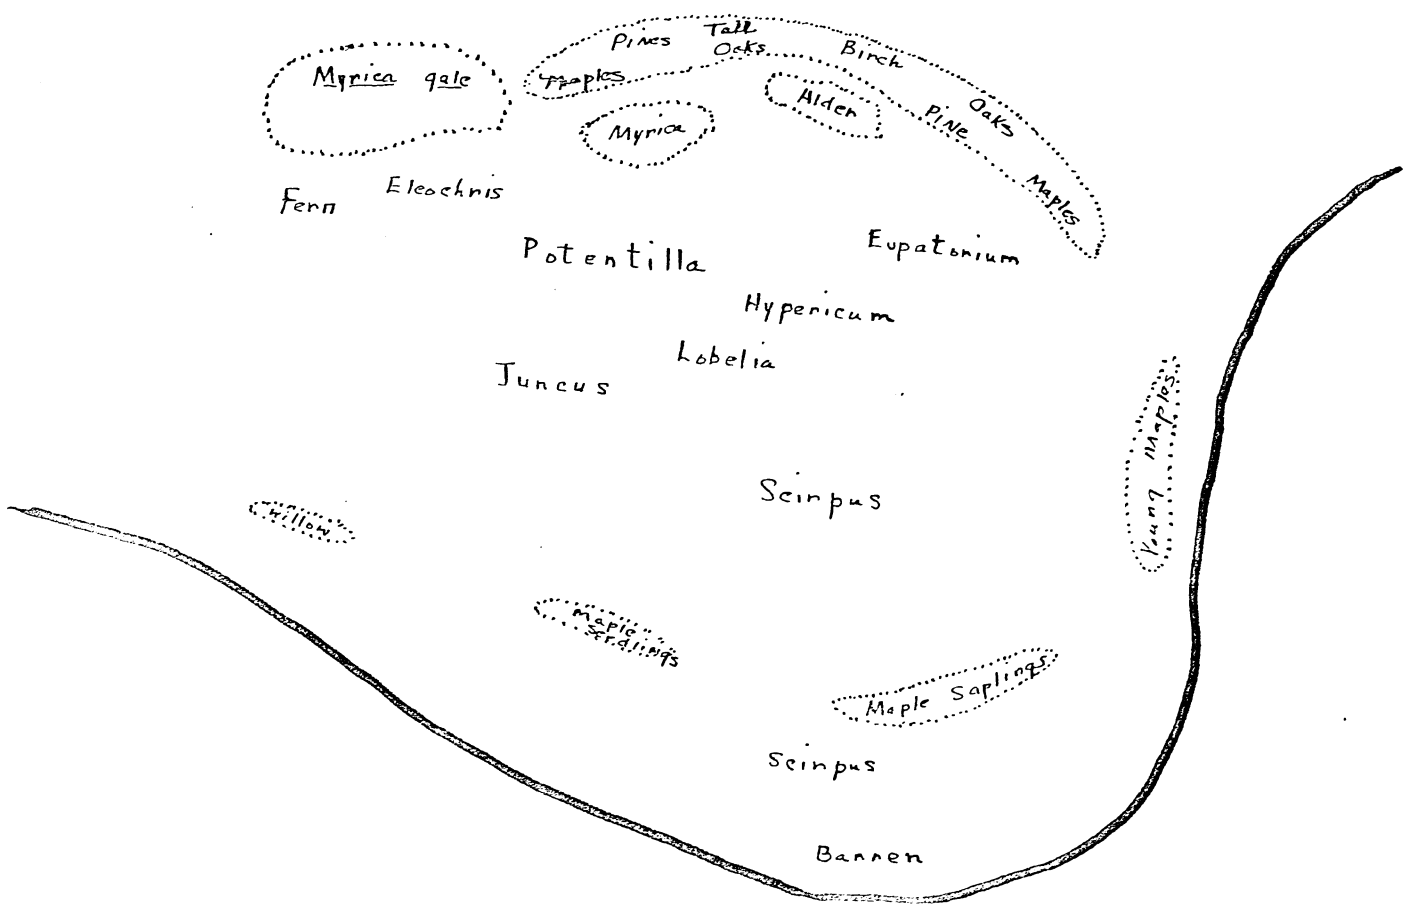 Tall
Pines Oaks Birch
Myrica gale
Maples
Alden
Oaks
Pine
Myrica
Maples
Eleochris
Fern
Eupatorium
Potentilla
Hypericum
Lobelia
Juncus
Young Maples
Scirpus
Willow
Maple
Seedlings
Maple Saplings
Scirpus
Barren